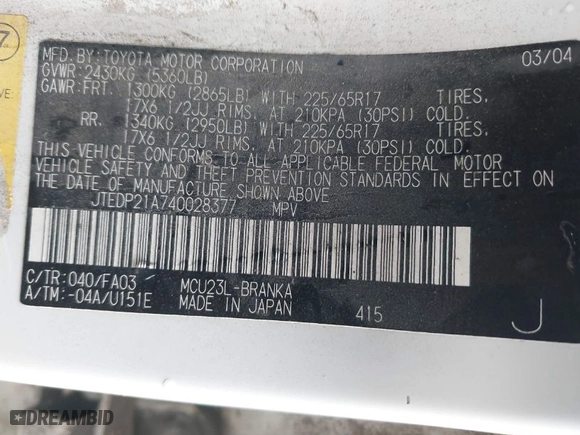 7
VE
MFD.BY:TOYOTA MOTOR CORPORATION 03/04
GVWR:2430KG (5360LB)
GAWR:FRT. 1300KG (2865LB) WITH 225/65R17 TIRES.
17X6 1/2JJ RIMS. AT 210KPA (30PSI) COLD.
RR. 1340KG (2950LB) WITH 225/65R17 TIRES.
17X6 1/2JJ RIMS. AT 210KPA (30PSI) COLD.
THIS VEHICLE CONFORMS TO ALL APPLICABLE FEDERAL MOTOR
VEHICLE SAFETY AND BUMPER STANDARDS IN EFFECT ON
THE DATE OF MANUFACTURE SHOWN ABOVE
JTEDP21A740028377 MPV
C/TR:040/FA03 MCU23L-BRANKA
A/TM:-04A/U151E MADE IN JAPAN 415 J
DREAMBID